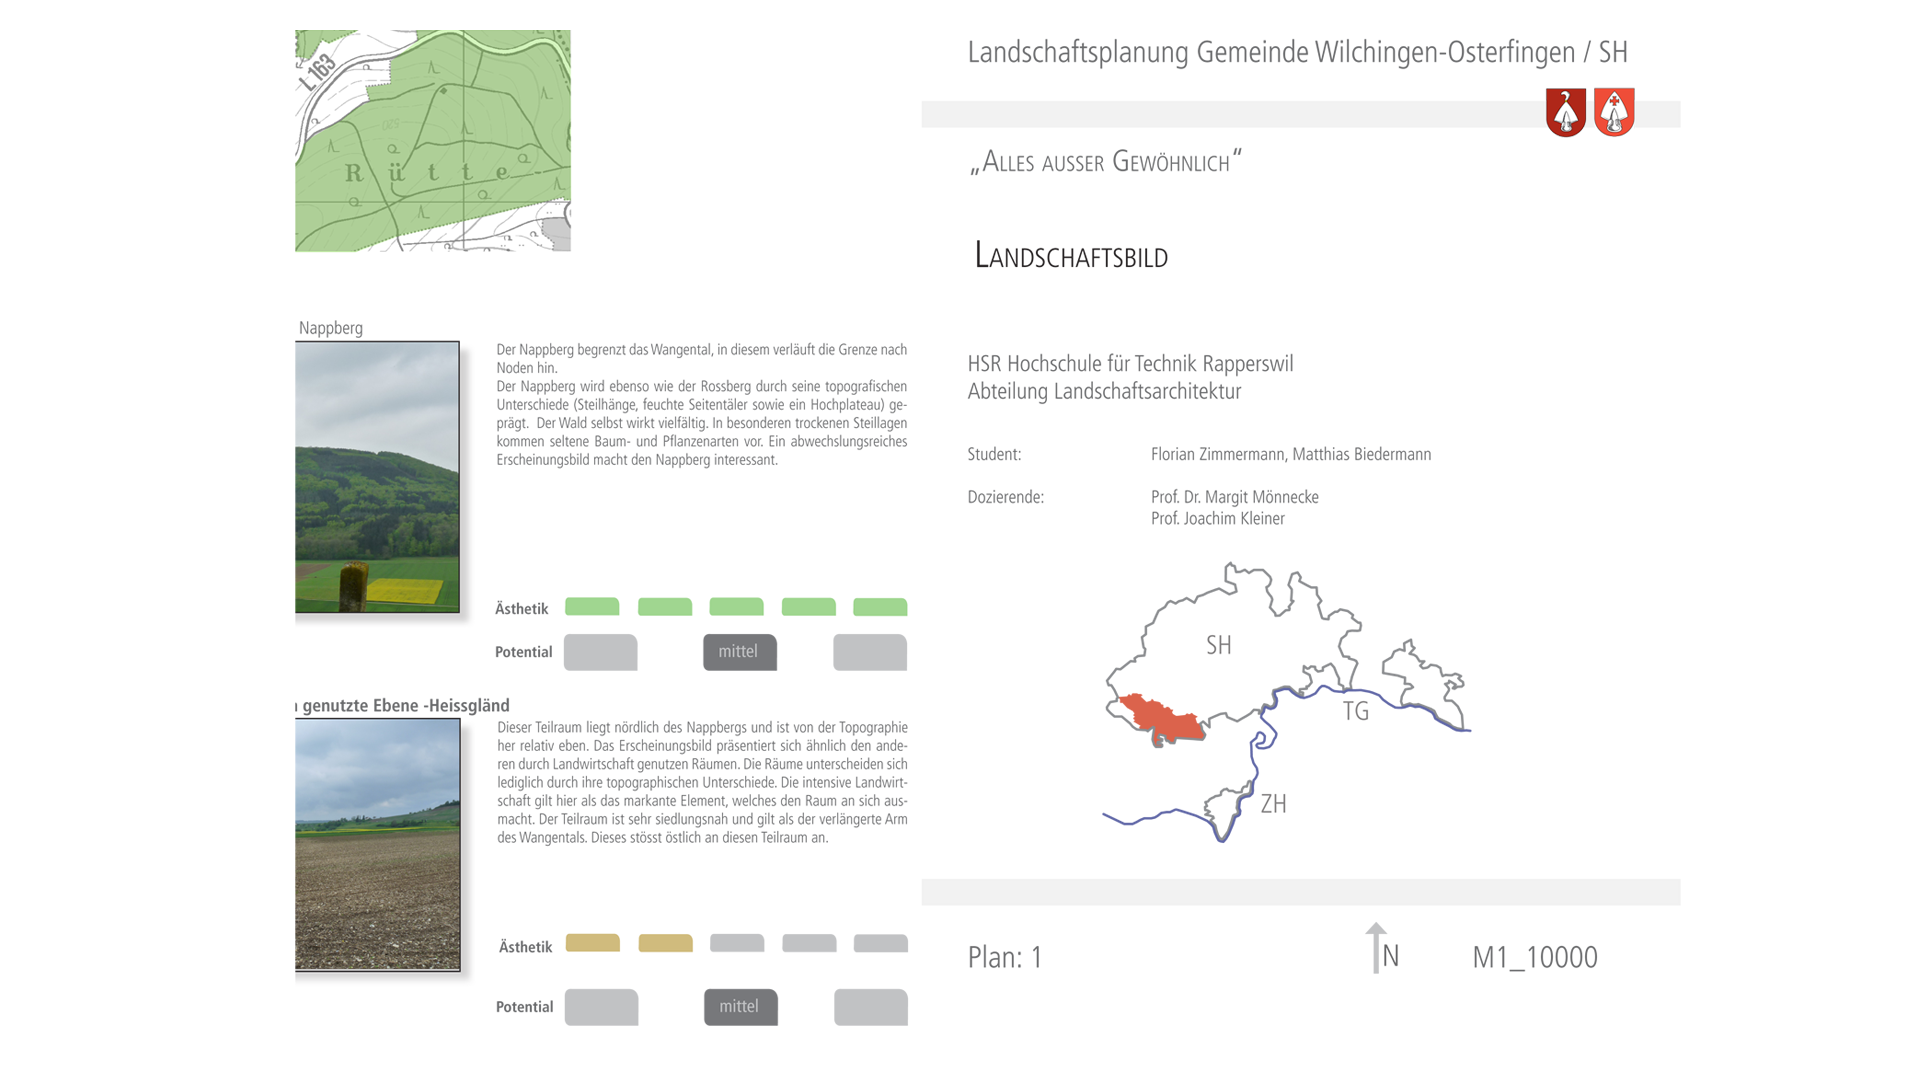 L 163
Rütte
Nappberg
Der Nappberg begrenzt das Wangental, in diesem verläuft die Grenze nach
Noden hin.
Der Nappberg wird ebenso wie der Rossberg durch seine topografischen
Unterschiede (Steilhänge, feuchte Seitentäler sowie ein Hochplateau) ge-
prägt. Der Wald selbst wirkt vielfältig. In besonderen trockenen Steillagen
kommen seltene Baum- und Pflanzenarten vor. Ein abwechslungsreiches
Erscheinungsbild macht den Nappberg interessant.
Ästhetik
Potential
mittel
genutzte Ebene -Heissgländ
Dieser Teilraum liegt nördlich des Nappbergs und ist von der Topographie
her relativ eben. Das Erscheinungsbild präsentiert sich ähnlich den ande-
ren durch Landwirtschaft genutzen Räumen. Die Räume unterscheiden sich
lediglich durch ihre topographischen Unterschiede. Die intensive Landwirt-
schaft gilt hier als das markante Element, welches den Raum an sich aus-
macht. Der Teilraum ist sehr siedlungsnah und gilt als der verlängerte Arm
des Wangentals. Dieses stösst östlich an diesen Teilraum an.
Ästhetik
Potential
mittel
Landschaftsplanung Gemeinde Wilchingen-Osterfingen / SH
„Alles ausser Gewöhnlich“
Landschaftsbild
HSR Hochschule für Technik Rapperswil
Abteilung Landschaftsarchitektur
Student: Florian Zimmermann, Matthias Biedermann
Dozierende: Prof. Dr. Margit Mönnecke
Prof. Joachim Kleiner
SH
TG
ZH
Plan: 1
N
M1_10000